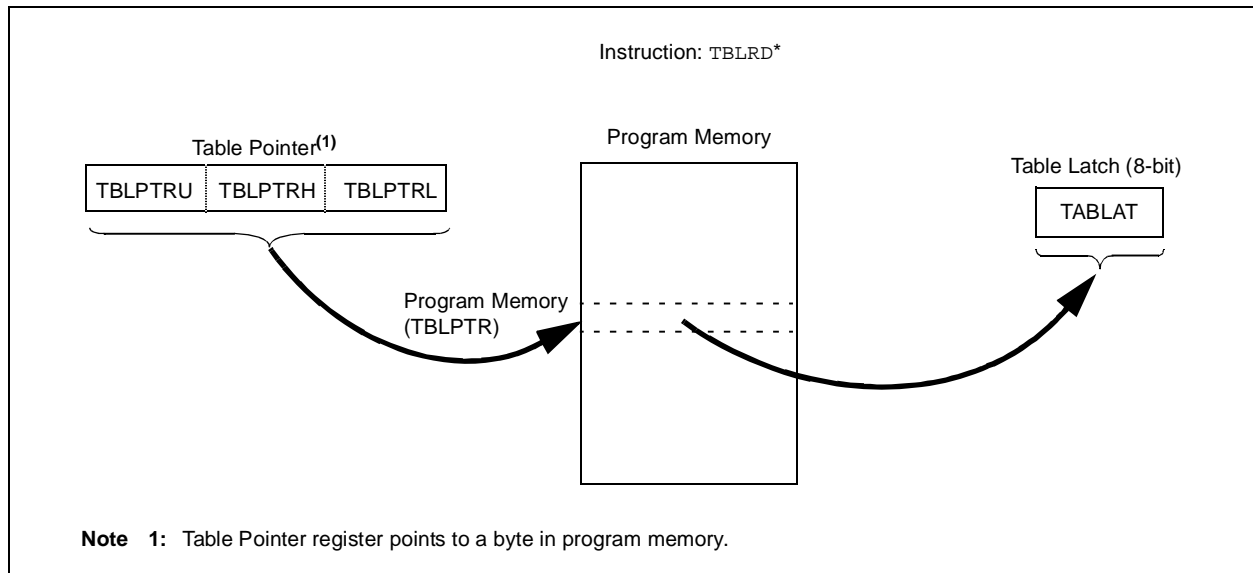 Instruction: TBLRD*
Table Pointer(1)
Program Memory
Table Latch (8-bit)
TBLPTRU TBLPTRH TBLPTRL
TABLAT
Program Memory
(TBLPTR)
Note 1: Table Pointer register points to a byte in program memory.